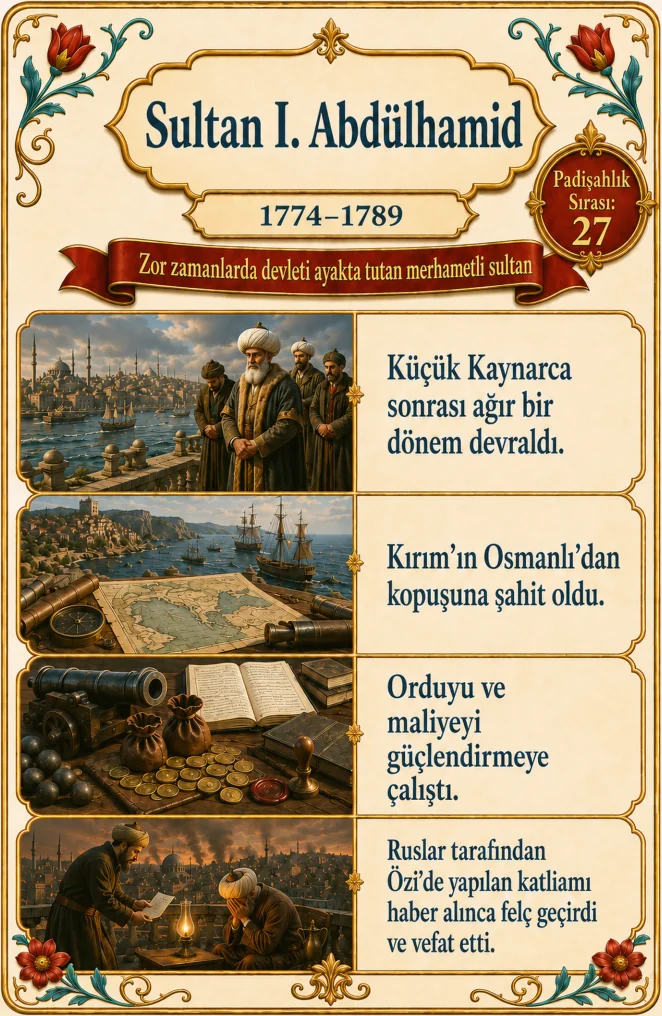 Sultan I. Abdülhamid
1774–1789
Padişahlık
Sırası:
27
Zor zamanlarda devleti ayakta tutan merhametli sultan
Küçük Kaynarca
sonrası ağır bir
dönem devraldı.
Kırım’ın Osmanlı’dan
kopuşuna şahit oldu.
Orduyu ve
maliyeyi
güçlendirmeye
çalıştı.
Ruslar tarafından
Özi’de yapılan katliamı
haber alınca felç geçirdi
ve vefat etti.